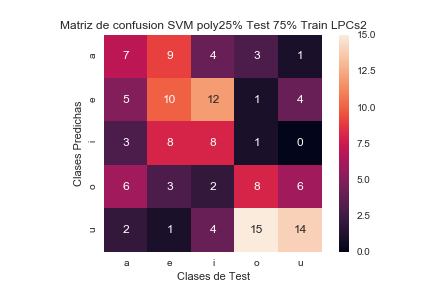 Matriz de confusion SVM poly25% Test 75% Train LPCs2
Clases Predichas
a 7 9 4 3 1
e 5 10 12 1 4
i 3 8 8 1 0
o 6 3 2 8 6
u 2 1 4 15 14
a e i o u
Clases de Test
15.0
12.5
10.0
7.5
5.0
2.5
0.0